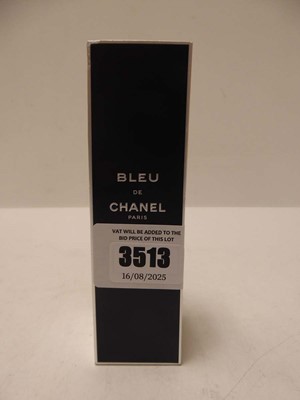 BLEU
DE
CHANEL
PARIS
VAT WILL BE ADDED TO THE
BID PRICE OF THIS LOT
3513
16/08/2025